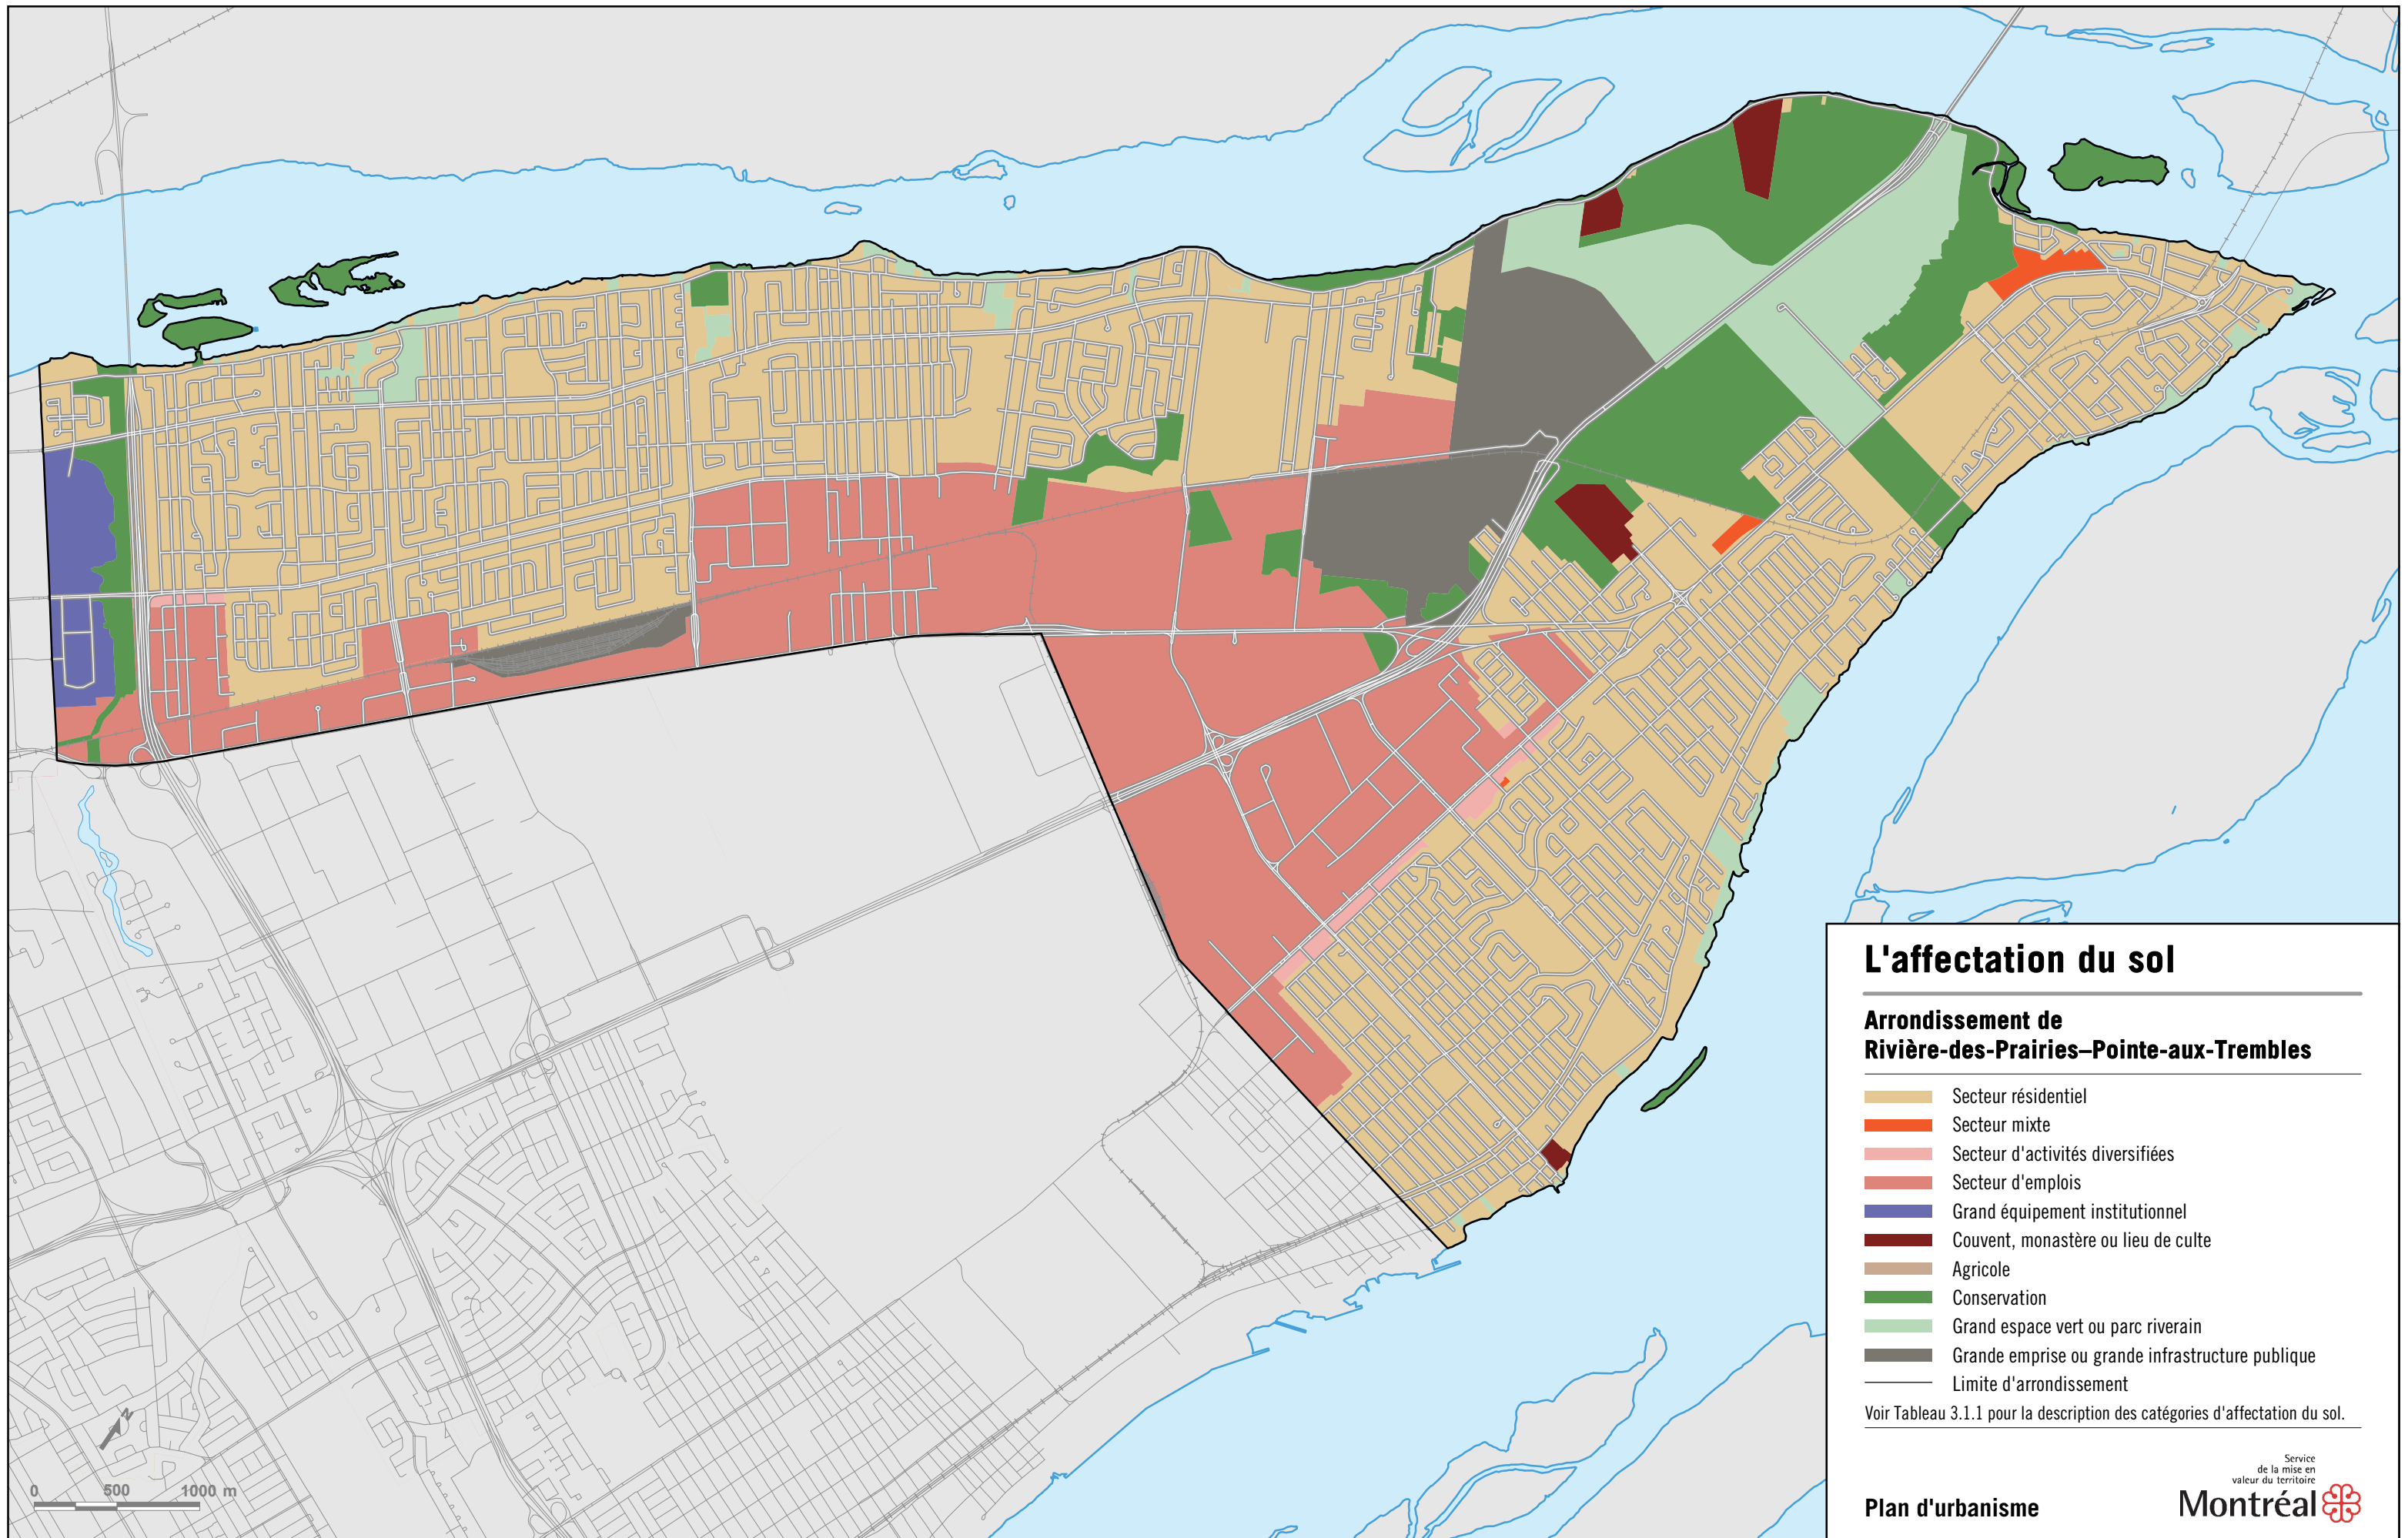 L'affectation du sol
Arrondissement de
Rivière-des-Prairies–Pointe-aux-Trembles
Secteur résidentiel
Secteur mixte
Secteur d'activités diversifiées
Secteur d'emplois
Grand équipement institutionnel
Couvent, monastère ou lieu de culte
Agricole
Conservation
Grand espace vert ou parc riverain
Grande emprise ou grande infrastructure publique
Limite d'arrondissement
Voir Tableau 3.1.1 pour la description des catégories d'affectation du sol.
Service
de la mise en
valeur du territoire
Plan d'urbanisme
Montréal
N
0 500 1000 m